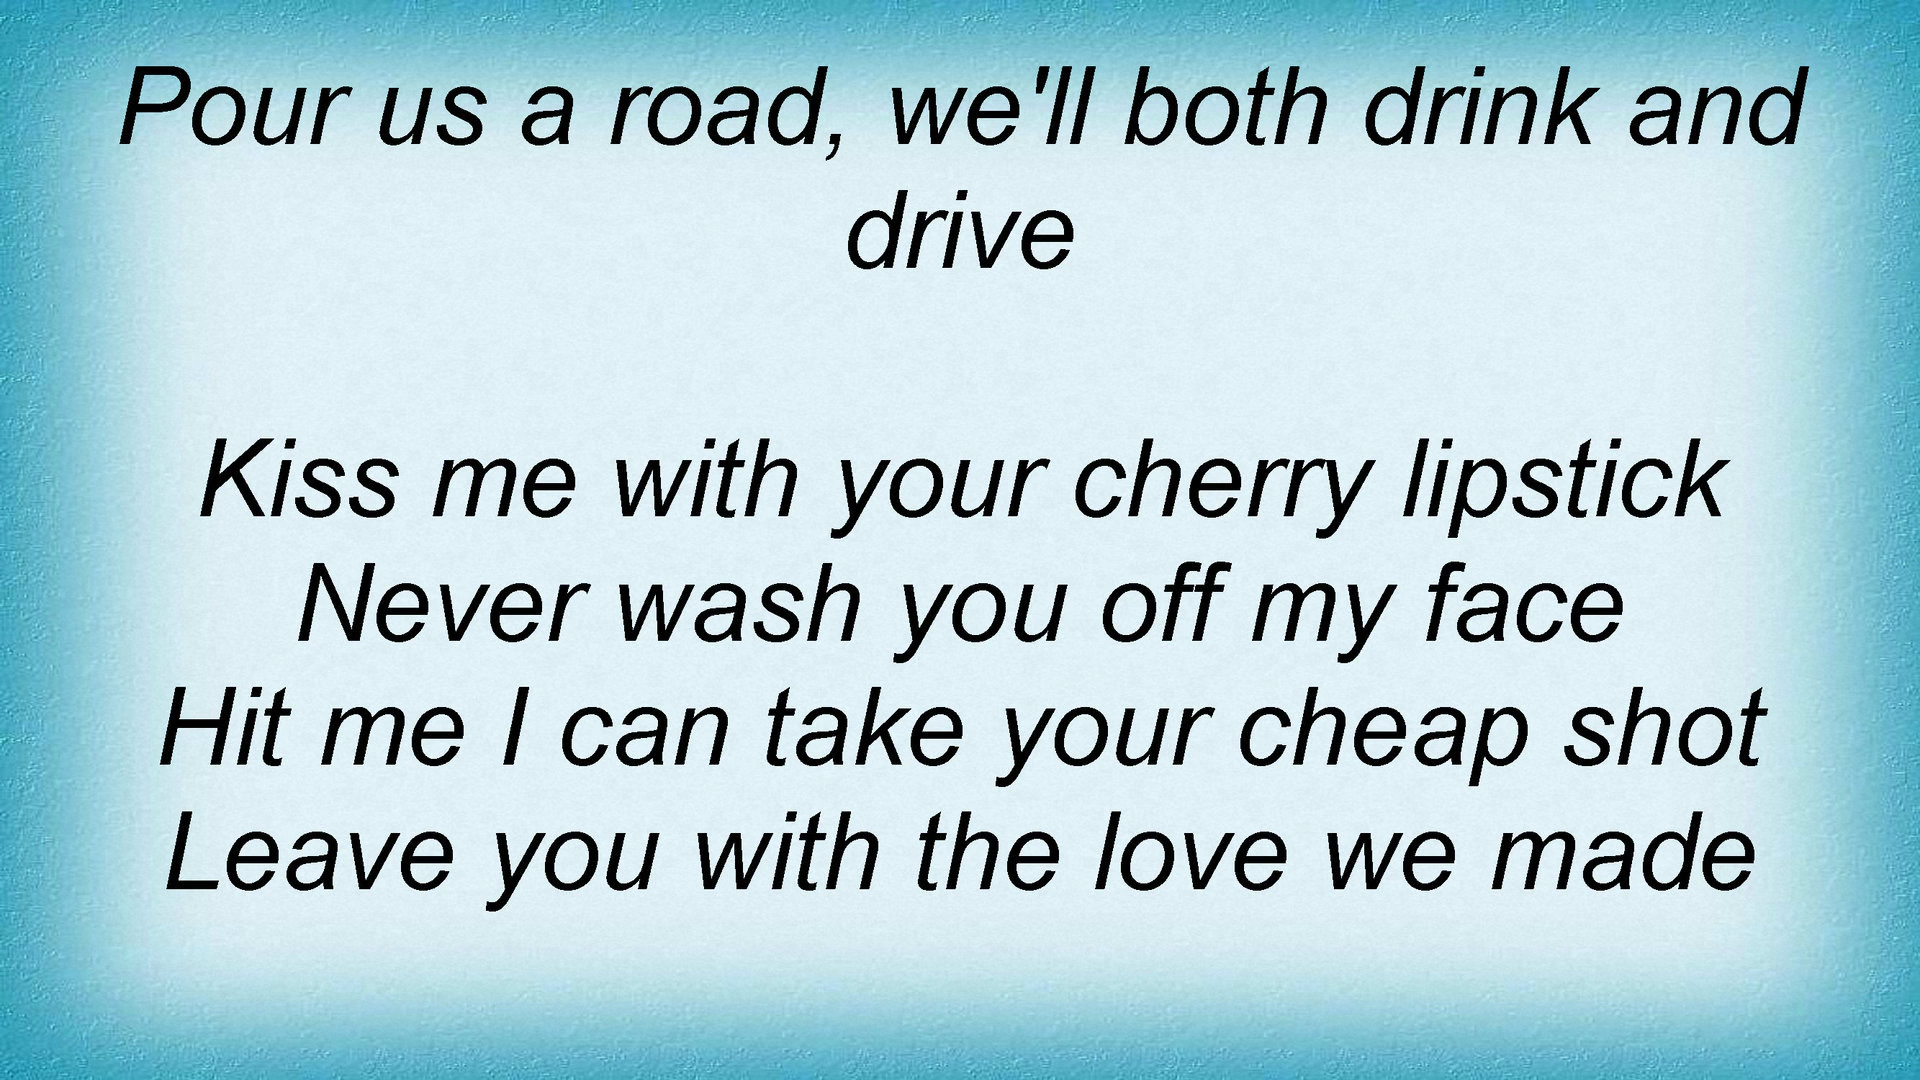 Pour us a road, we'll both drink and
drive
Kiss me with your cherry lipstick
Never wash you off my face
Hit me I can take your cheap shot
Leave you with the love we made